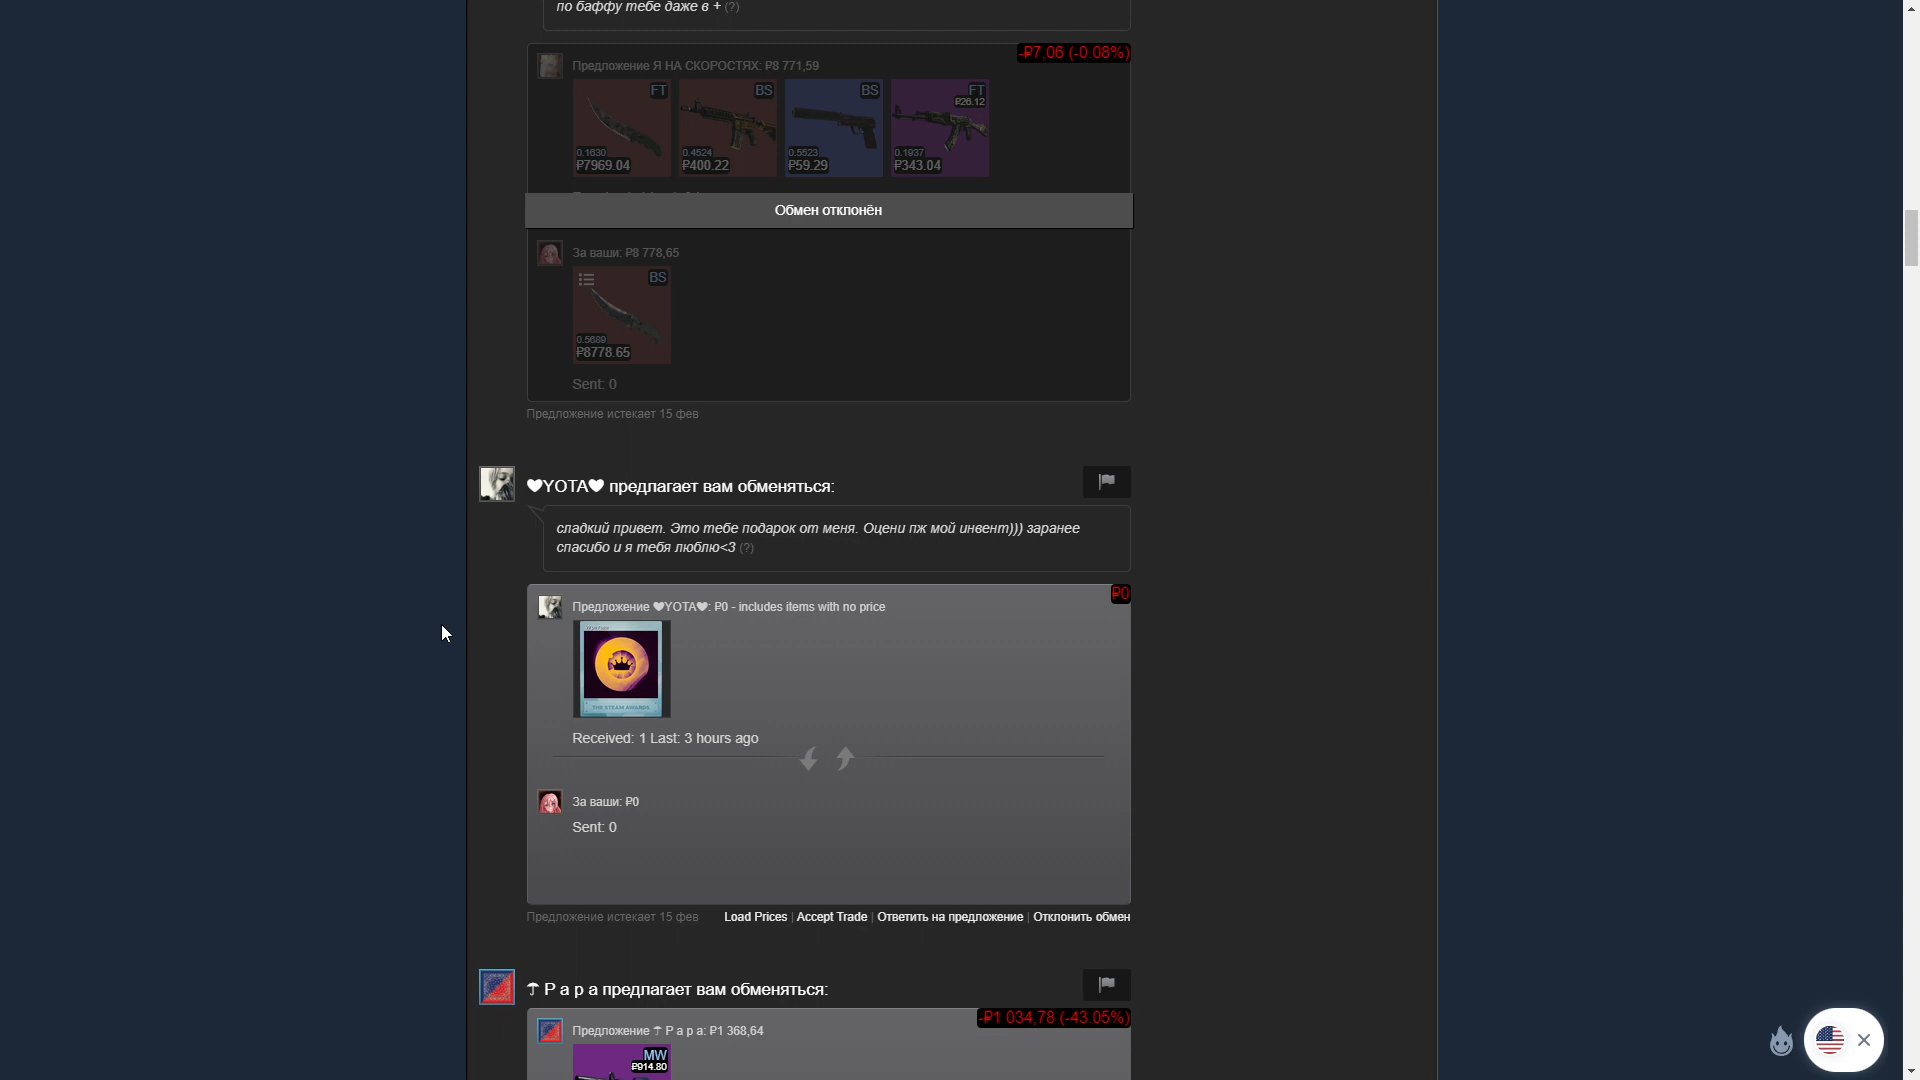 по баффу тебе даже в + (?)
-₽7,06 (-0.08%)
Предложение Я НА СКОРОСТЯХ: ₽8 771,59
FT
BS
BS
FT
₽26.12
0.1630
0.4524
0.5523
0.1937
₽7969.04
₽400.22
₽59.29
₽343.04
Обмен отклонён
За ваши: ₽8 778,65
BS
0.5689
₽8778.65
Sent: 0
Предложение истекает 15 фев
❤YOTA❤ предлагает вам обменяться:
сладкий привет. Это тебе подарок от меня. Оцени пж мой инвент))) заранее
спасибо и я тебя люблю<3 (?)
₽0
Предложение ❤YOTA❤: ₽0 - includes items with no price
THE STEAM AWARDS
Received: 1 Last: 3 hours ago
За ваши: ₽0
Sent: 0
Предложение истекает 15 фев
Load Prices | Accept Trade | Ответить на предложение | Отклонить обмен
☂ P a p a предлагает вам обменяться:
-₽1 034,78 (-43.05%)
Предложение ☂ P a p a: ₽1 368,64
MW
₽914.80